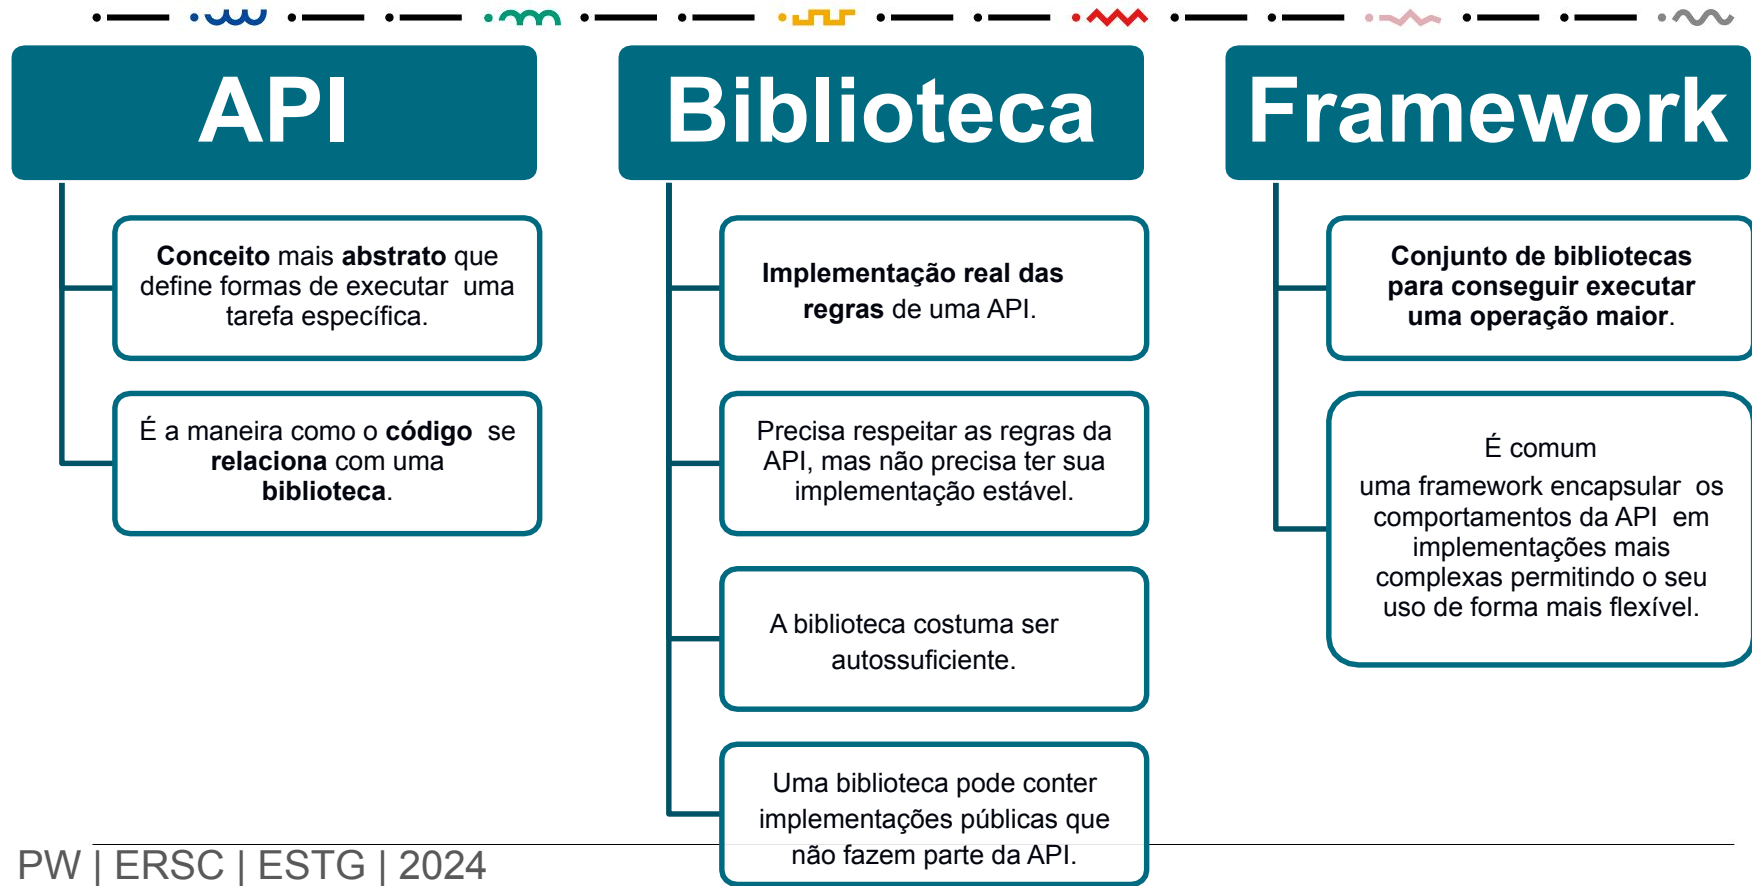 API
Conceito mais abstrato que
define formas de executar uma
tarefa específica.
É a maneira como o código se
relaciona com uma
biblioteca.
Biblioteca
Implementação real das
regras de uma API.
Precisa respeitar as regras da
API, mas não precisa ter sua
implementação estável.
A biblioteca costuma ser
autossuficiente.
Uma biblioteca pode conter
implementações públicas que
não fazem parte da API.
Framework
Conjunto de bibliotecas
para conseguir executar
uma operação maior.
É comum
uma framework encapsular os
comportamentos da API em
implementações mais
complexas permitindo o seu
uso de forma mais flexível.
PW | ERSC | ESTG | 2024